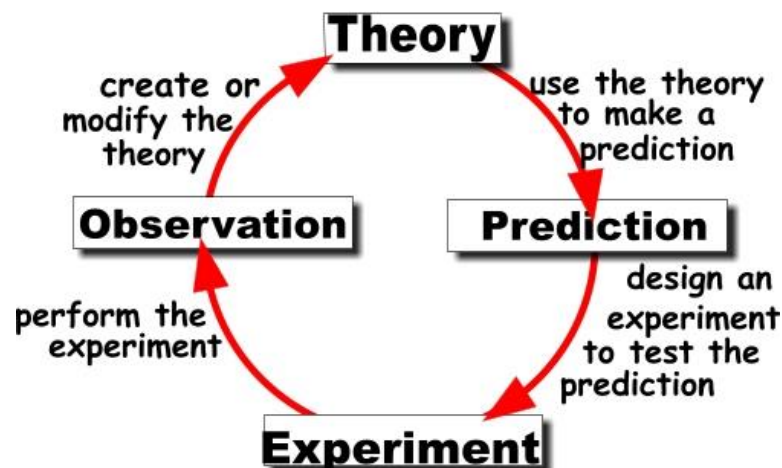 Theory
use the theory
to make a
prediction
Prediction
design an
experiment
to test the
prediction
Experiment
perform the
experiment
Observation
create or
modify the
theory